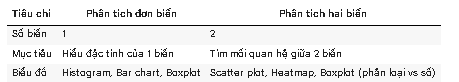 Tiêu chí Phân tích đơn biến Phân tích hai biến
Số biến 1 2
Mục tiêu Hiểu đặc tính của 1 biến Tìm mối quan hệ giữa 2 biến
Biểu đồ Histogram, Bar chart, Boxplot Scatter plot, Heatmap, Boxplot (phân loại vs số)